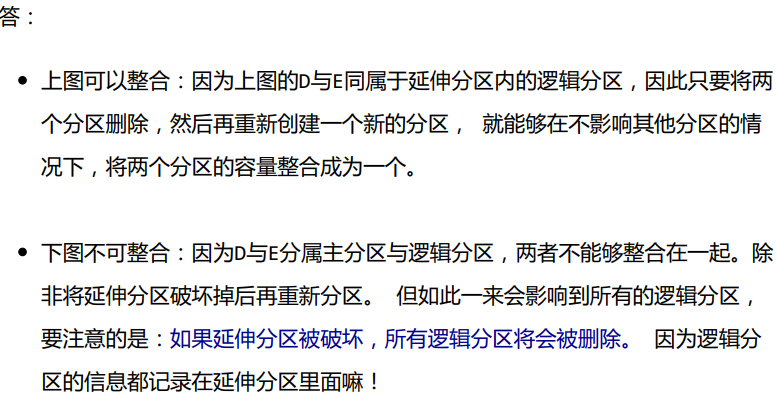 答：
• 上图可以整合：因为上图的D与E同属于延伸分区内的逻辑分区，因此只要将两
个分区删除，然后再重新创建一个新的分区， 就能够在不影响其他分区的情
况下，将两个分区的容量整合成为一个。
• 下图不可整合：因为D与E分属主分区与逻辑分区，两者不能够整合在一起。除
非将延伸分区破坏掉后再重新分区。 但如此一来会影响到所有的逻辑分区，
要注意的是：如果延伸分区被破坏，所有逻辑分区将会被删除。 因为逻辑分
区的信息都记录在延伸分区里面嘛！